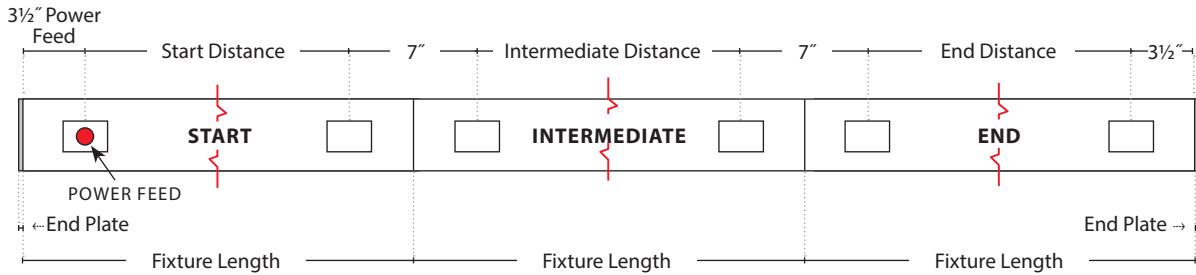 3½″ Power
Feed
Start Distance 7″ Intermediate Distance 7″ End Distance 3½″
START INTERMEDIATE END
POWER FEED
←End Plate End Plate →
Fixture Length Fixture Length Fixture Length